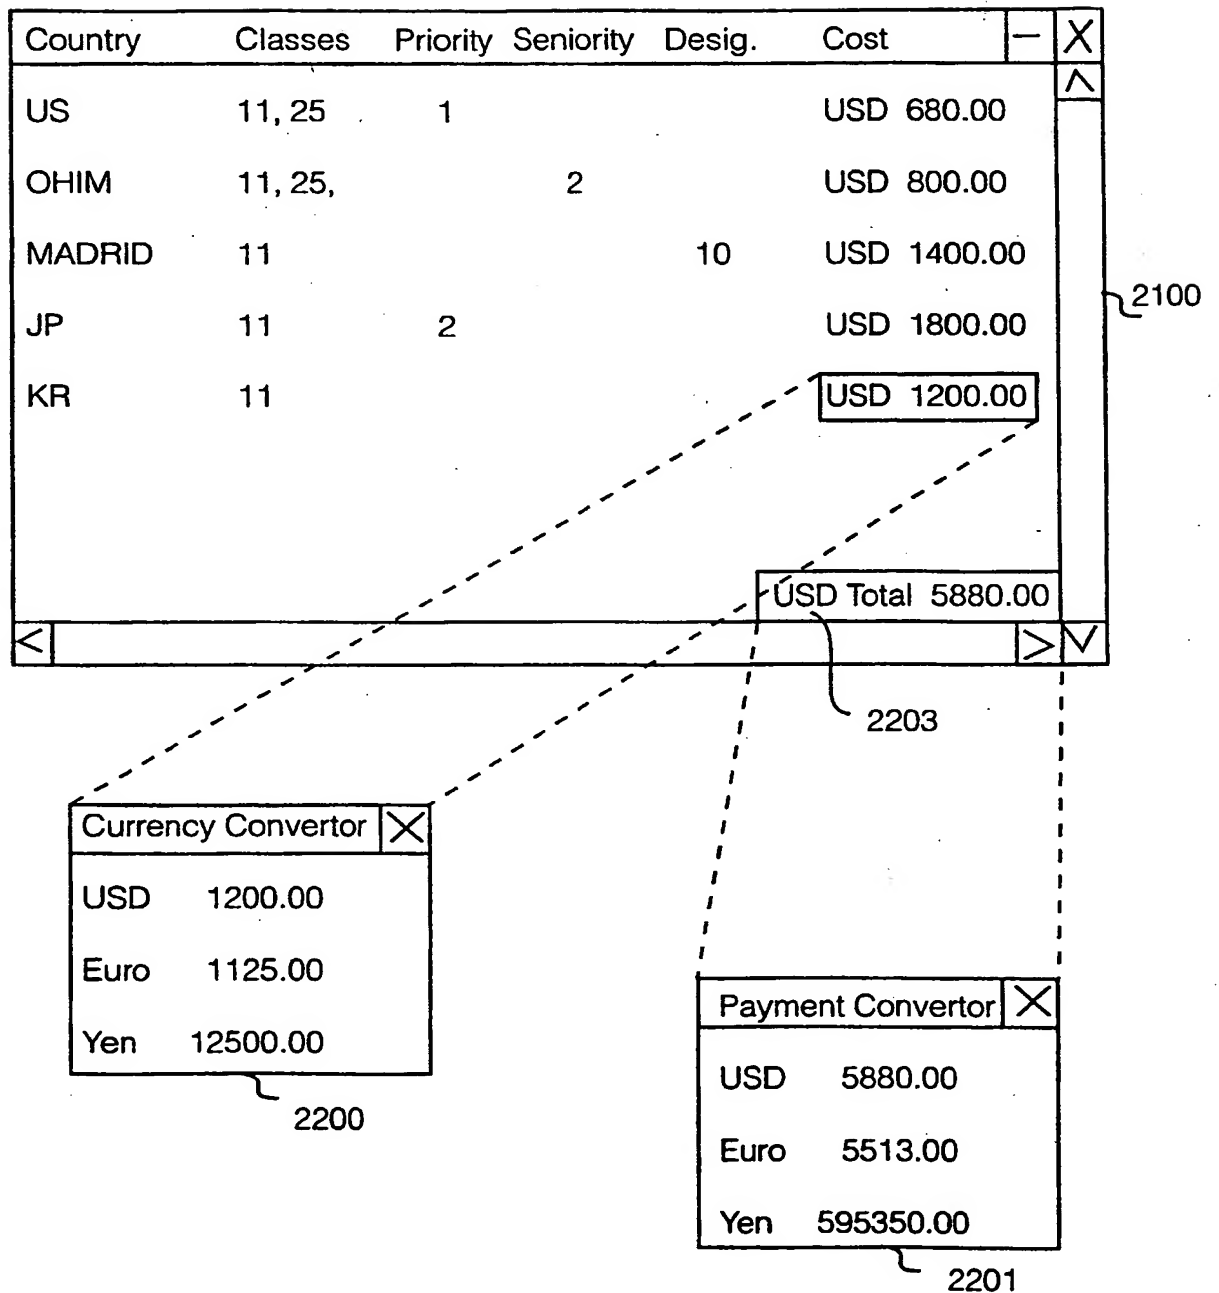 Country Classes Priority Seniority Desig. Cost
US 11, 25 1 USD 680.00
OHIM 11, 25, 2 USD 800.00
MADRID 11 10 USD 1400.00
2100
JP 11 2 USD 1800.00
KR 11 USD 1200.00
USD Total 5880.00
2203
Currency Convertor
USD 1200.00
Euro 1125.00
Yen 12500.00
2200
Payment Convertor
USD 5880.00
Euro 5513.00
Yen 595350.00
2201